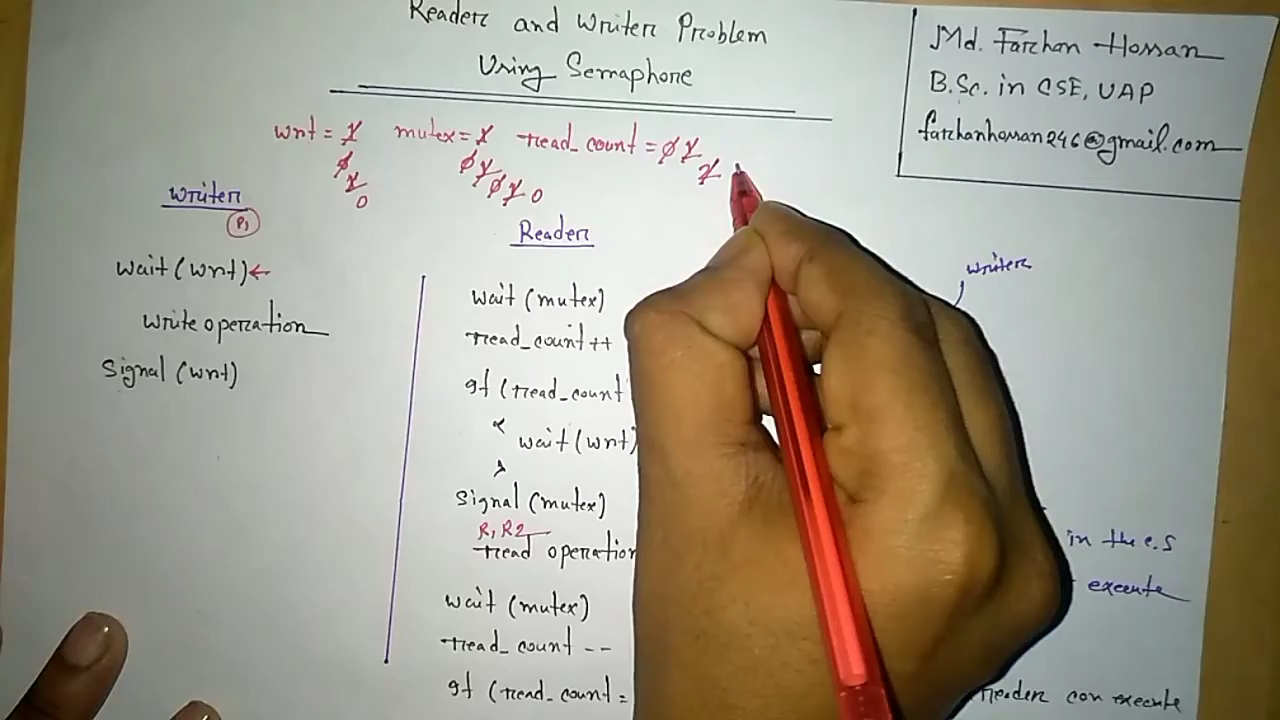 Reader and Writer Problem
Using Semaphore
Md. Farhan Hossan
B.Sc. in CSE, UAP
farhanhossan246@gmail.com
wrt = 1 mutex = 1 read_count = 0 1
0 1 0
0 1 0 1 0
2
Writer
P1
wait (wrt) ←
write operation
Signal (wrt)
Reader
wait (mutex)
read_count ++
if (read_count
{
wait (wrt)
}
Signal (mutex)
R1 R2
read operation
wait (mutex)
read_count --
if (read_count =
writer
in the c.s
execute
reader can execute